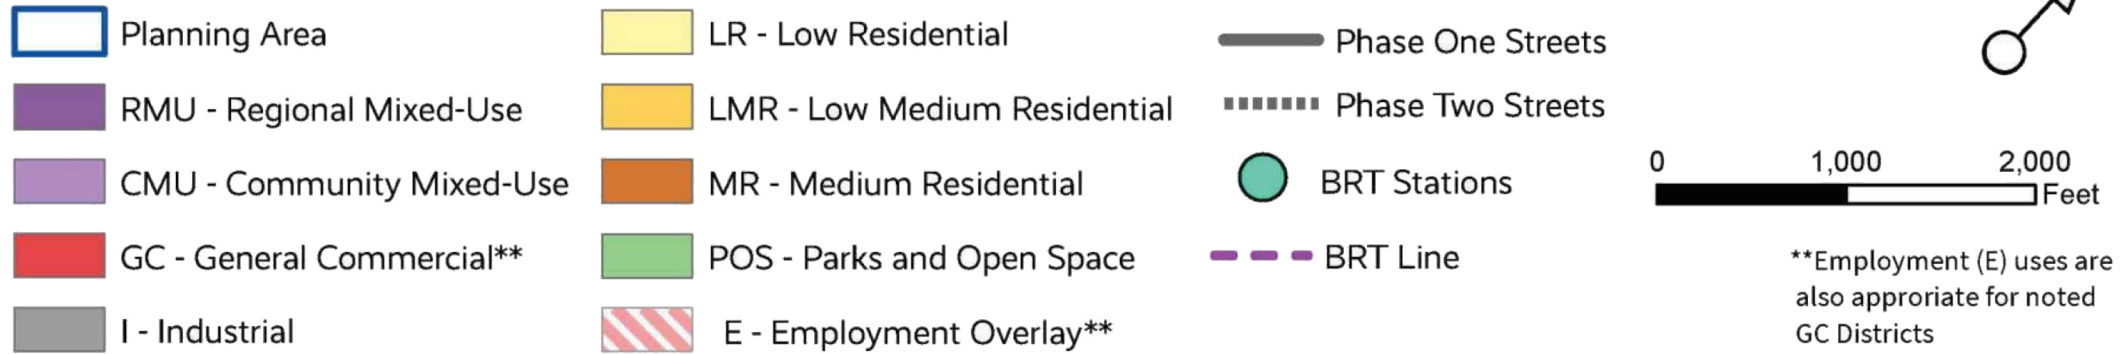 Planning Area
RMU - Regional Mixed-Use
CMU - Community Mixed-Use
GC - General Commercial**
I - Industrial
LR - Low Residential
LMR - Low Medium Residential
MR - Medium Residential
POS - Parks and Open Space
E - Employment Overlay**
Phase One Streets
Phase Two Streets
BRT Stations
BRT Line
0 1,000 2,000
Feet
**Employment (E) uses are
also approriate for noted
GC Districts